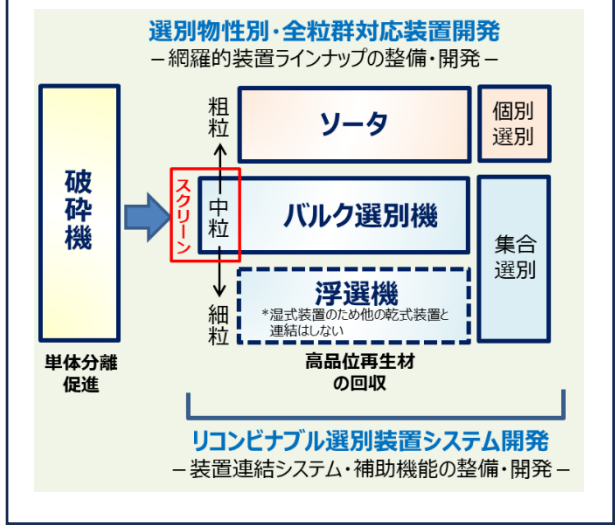 選別物性別・全粒群対応装置開発
－網羅的装置ラインナップの整備・開発－
破砕機
単体分離
促進
スクリーン
粗粒
中粒
細粒
ソータ
バルク選別機
浮選機
*湿式装置のため他の乾式装置と
連結はしない
個別
選別
集合
選別
高品位再生材
の回収
リコンビナブル選別装置システム開発
－装置連結システム・補助機能の整備・開発－